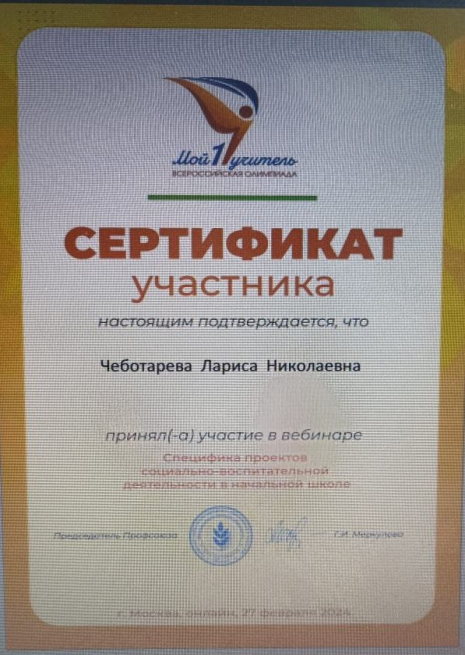 Мой 1 учитель
ВСЕРОССИЙСКАЯ ОЛИМПИАДА
СЕРТИФИКАТ
участника
настоящим подтверждается, что
Чеботарева Лариса Николаевна
принял(-а) участие в вебинаре
Специфика проектов
социально-воспитательной
деятельности в начальной школе
Председатель Профсоюза
Г.И. Меркулова
г. Москва, онлайн, 27 февраля 2024